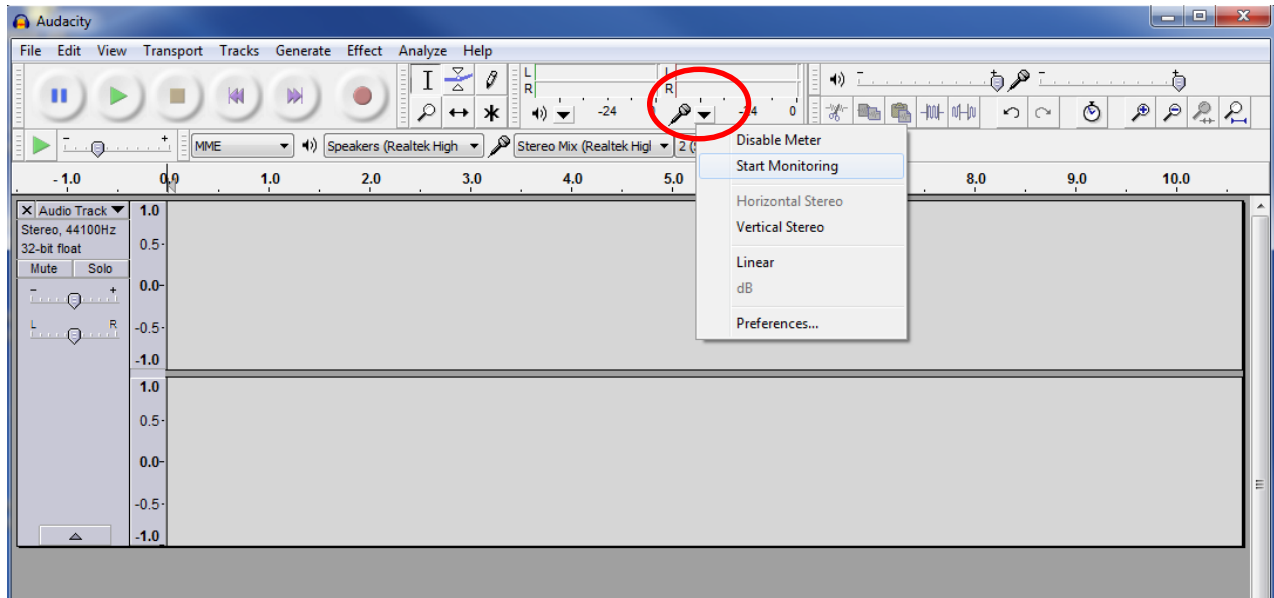 Audacity
File Edit View Transport Tracks Generate Effect Analyze Help
L
R
L
R
-24
-24 0
MME
Speakers (Realtek High
Stereo Mix (Realtek Higl
2 (
Disable Meter
Start Monitoring
Horizontal Stereo
Vertical Stereo
Linear
dB
Preferences...
- 1.0 0.0 1.0 2.0 3.0 4.0 5.0 8.0 9.0 10.0
X Audio Track
Stereo, 44100Hz
32-bit float
Mute Solo
- +
L R
1.0
0.5-
0.0-
-0.5-
-1.0
1.0
0.5-
0.0-
-0.5-
-1.0